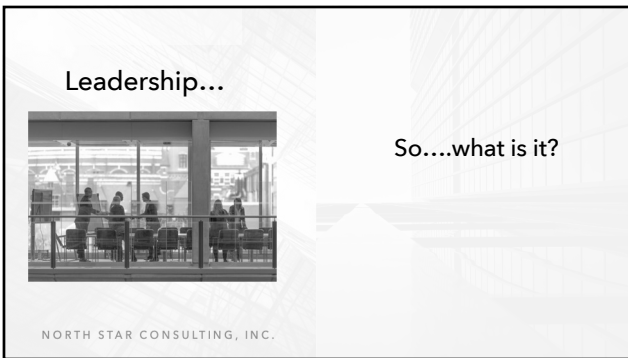 Leadership...
So....what is it?
NORTH STAR CONSULTING, INC.